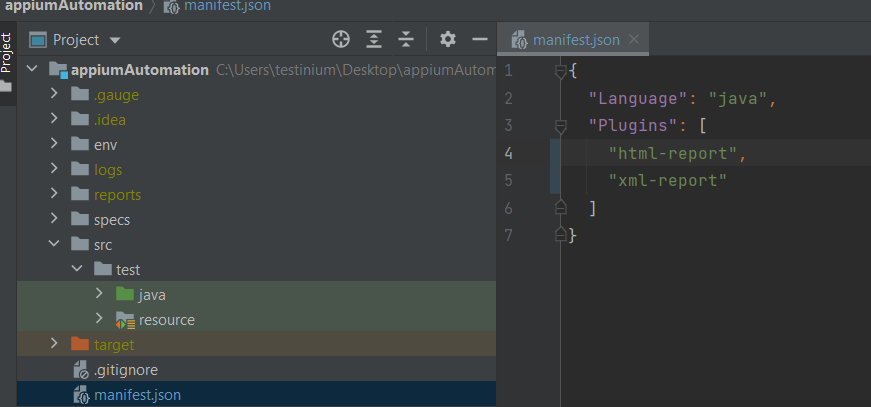 appiumAutomation
manifest.json
Project
Project
appiumAutomation C:\Users\testinium\Desktop\appiumAutom
.gauge
.idea
env
logs
reports
specs
src
test
java
resource
target
.gitignore
manifest.json
manifest.json
1 {
2 "Language": "java",
3 "Plugins": [
4 "html-report",
5 "xml-report"
6 ]
7 }